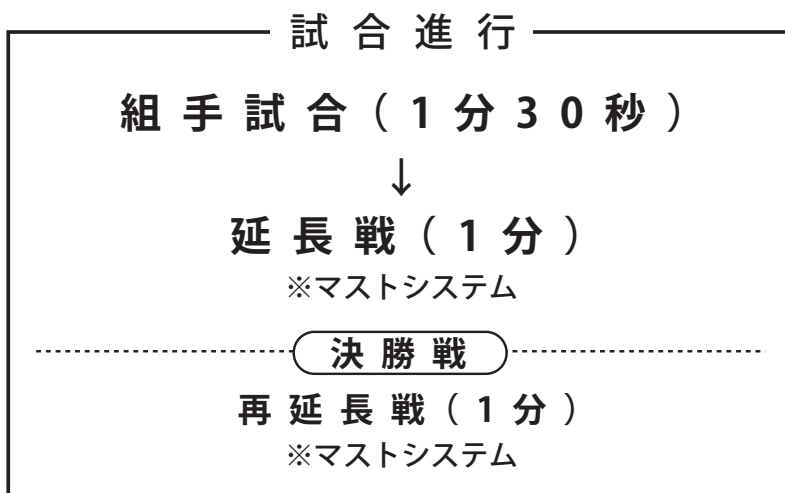 試合進行
組手試合(1分30秒)
↓
延長戦(1分)
※マストシステム
決勝戦
再延長戦(1分)
※マストシステム